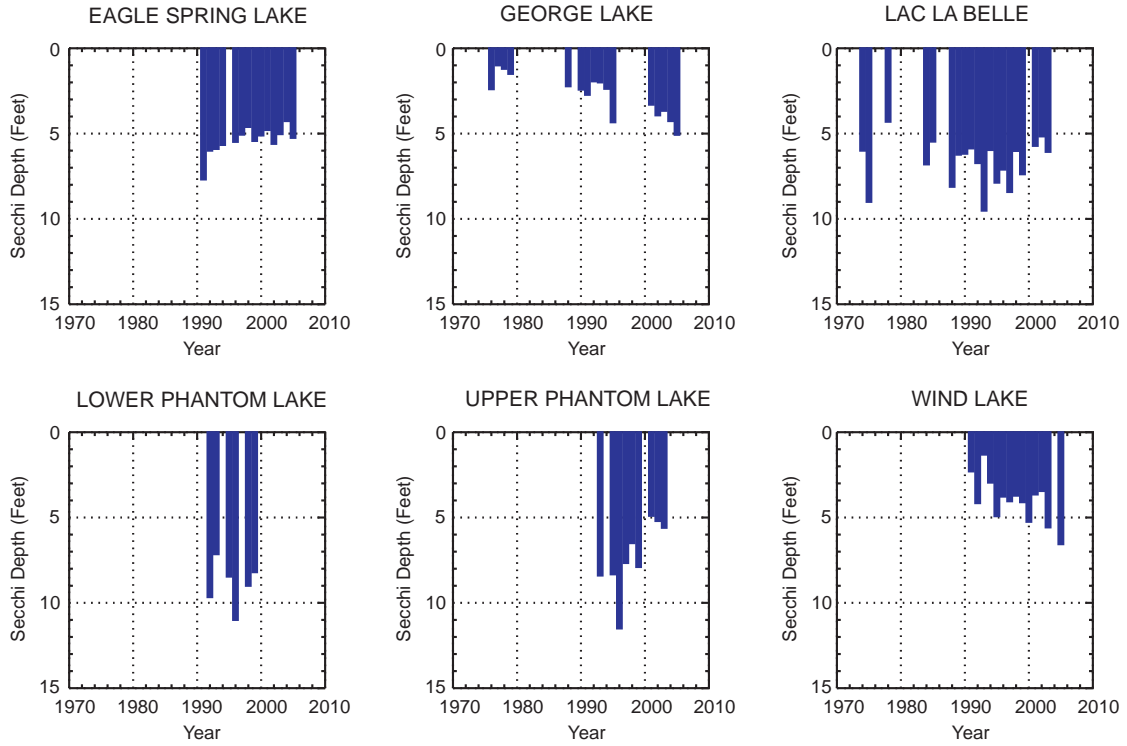 EAGLE SPRING LAKE
0
5
10
15
Secchi Depth (Feet)
1970 1980 1990 2000 2010
Year
GEORGE LAKE
0
5
10
15
Secchi Depth (Feet)
1970 1980 1990 2000 2010
Year
LAC LA BELLE
0
5
10
15
Secchi Depth (Feet)
1970 1980 1990 2000 2010
Year
LOWER PHANTOM LAKE
0
5
10
15
Secchi Depth (Feet)
1970 1980 1990 2000 2010
Year
UPPER PHANTOM LAKE
0
5
10
15
Secchi Depth (Feet)
1970 1980 1990 2000 2010
Year
WIND LAKE
0
5
10
15
Secchi Depth (Feet)
1970 1980 1990 2000 2010
Year